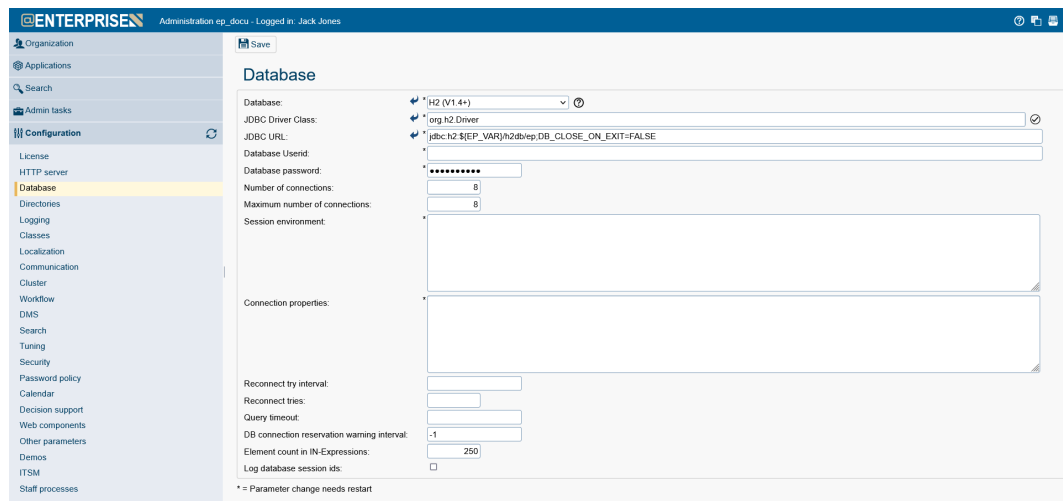 @ENTERPRISE Administration ep_docu - Logged in: Jack Jones
Organization
Applications
Search
Admin tasks
Configuration
License
HTTP server
Database
Directories
Logging
Classes
Localization
Communication
Cluster
Workflow
DMS
Search
Tuning
Security
Password policy
Calendar
Decision support
Web components
Other parameters
Demos
ITSM
Staff processes
Save
Database
Database: * H2 (V1.4+)
JDBC Driver Class: * org.h2.Driver
JDBC URL: * jdbc:h2:${EP_VAR}/h2db/ep;DB_CLOSE_ON_EXIT=FALSE
Database Userid: *
Database password: * ••••••••••
Number of connections: 8
Maximum number of connections: 8
Session environment: *
Connection properties: *
Reconnect try interval:
Reconnect tries:
Query timeout:
DB connection reservation warning interval: -1
Element count in IN-Expressions: 250
Log database session ids:
* = Parameter change needs restart